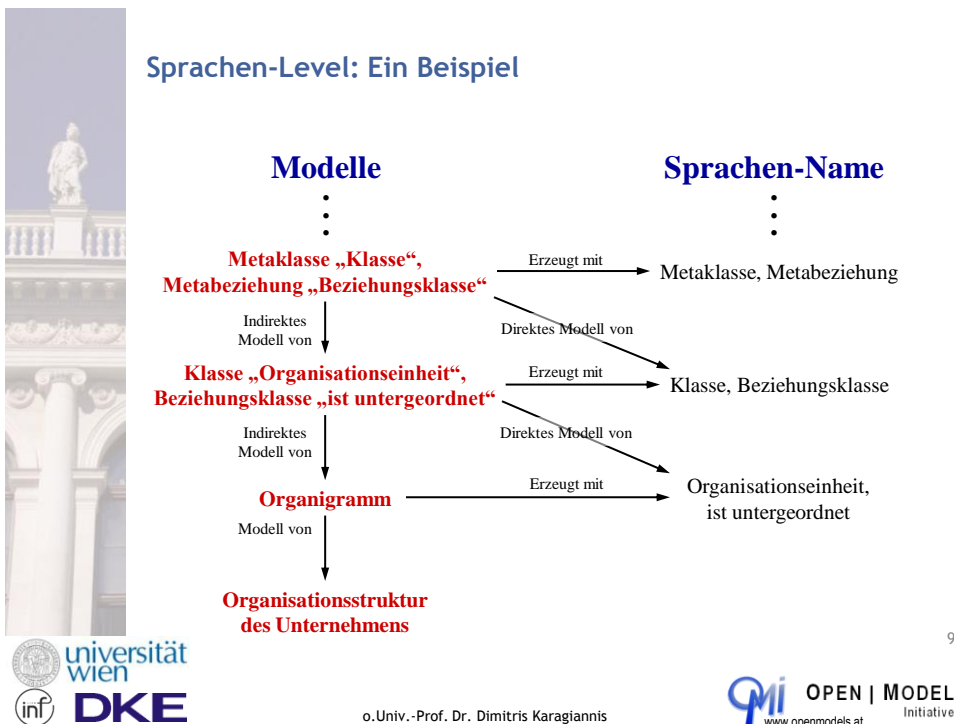 Sprachen-Level: Ein Beispiel
Modelle
Sprachen-Name
Metaklasse „Klasse“,
Metabeziehung „Beziehungsklasse“
Erzeugt mit
Metaklasse, Metabeziehung
Indirektes
Modell von
Direktes Modell von
Klasse „Organisationseinheit“,
Beziehungsklasse „ist untergeordnet“
Erzeugt mit
Klasse, Beziehungsklasse
Indirektes
Modell von
Direktes Modell von
Organigramm
Erzeugt mit
Organisationseinheit,
ist untergeordnet
Modell von
Organisationsstruktur
des Unternehmens
9
universität
wien
inf
DKE
o.Univ.-Prof. Dr. Dimitris Karagiannis
OMi
OPEN | MODEL
Initiative
www.openmodels.at